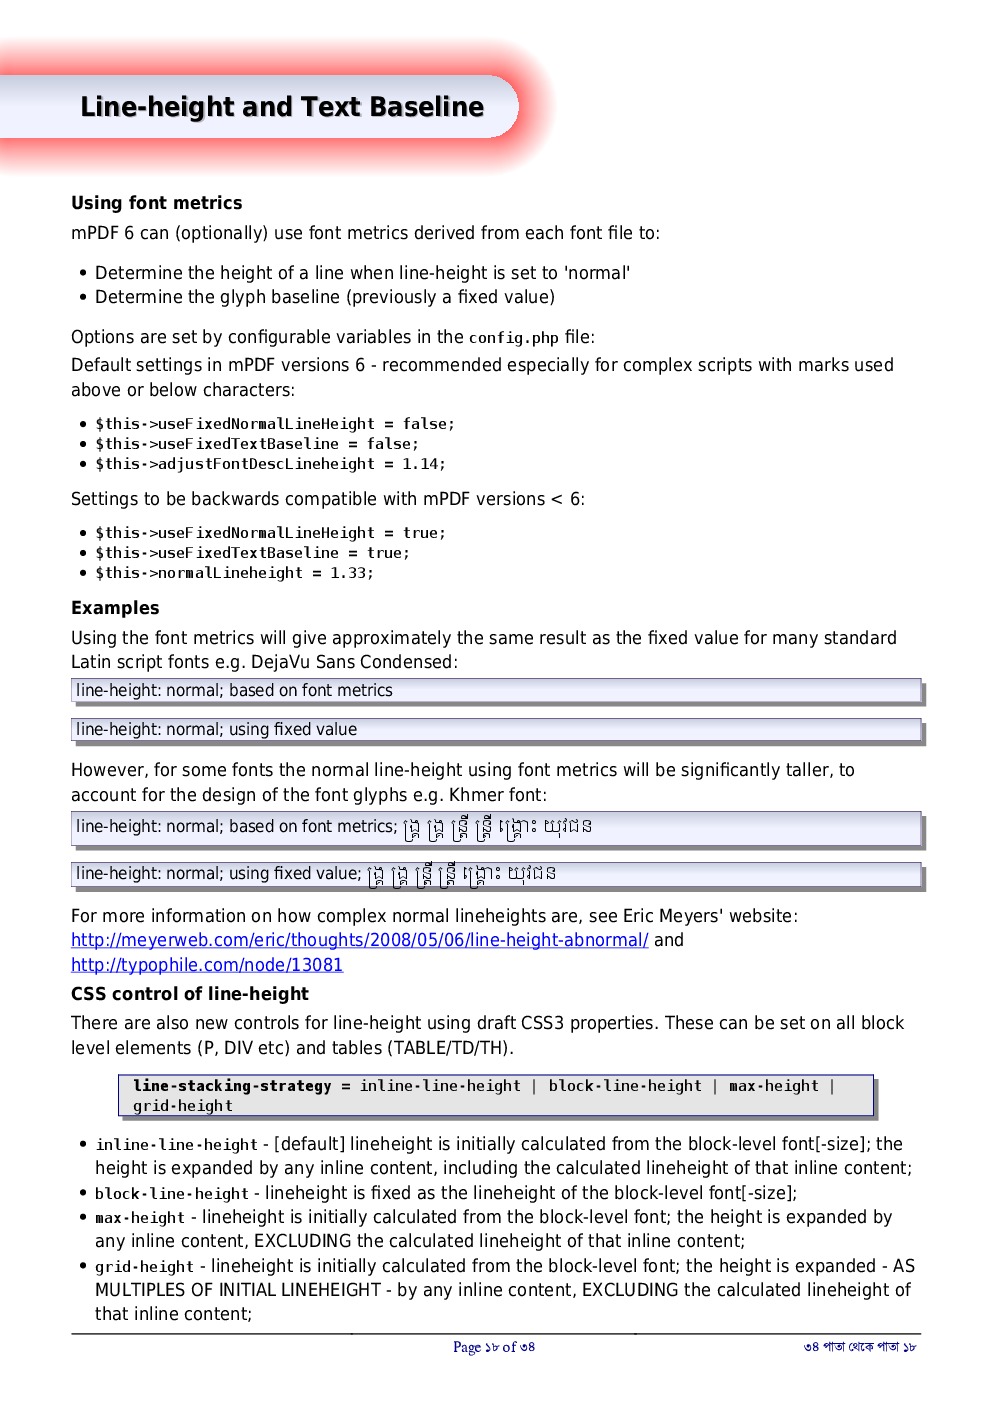 Line-height and Text Baseline
Using font metrics
mPDF 6 can (optionally) use font metrics derived from each font file to:
• Determine the height of a line when line-height is set to 'normal'
• Determine the glyph baseline (previously a fixed value)
Options are set by configurable variables in the config.php file:
Default settings in mPDF versions 6 - recommended especially for complex scripts with marks used
above or below characters:
• $this->useFixedNormalLineHeight = false;
• $this->useFixedTextBaseline = false;
• $this->adjustFontDescLineheight = 1.14;
Settings to be backwards compatible with mPDF versions < 6:
• $this->useFixedNormalLineHeight = true;
• $this->useFixedTextBaseline = true;
• $this->normalLineheight = 1.33;
Examples
Using the font metrics will give approximately the same result as the fixed value for many standard
Latin script fonts e.g. DejaVu Sans Condensed:
line-height: normal; based on font metrics
line-height: normal; using fixed value
However, for some fonts the normal line-height using font metrics will be significantly taller, to
account for the design of the font glyphs e.g. Khmer font:
line-height: normal; based on font metrics; ង្រ្គ ង្រ្គ ន្ត្រី ន្ត្រី ង្រ្គោះ យុវជន
line-height: normal; using fixed value; ង្រ្គ ង្រ្គ ន្ត្រី ន្ត្រី ង្រ្គោះ យុវជន
For more information on how complex normal lineheights are, see Eric Meyers' website:
http://meyerweb.com/eric/thoughts/2008/05/06/line-height-abnormal/ and
http://typophile.com/node/13081
CSS control of line-height
There are also new controls for line-height using draft CSS3 properties. These can be set on all block
level elements (P, DIV etc) and tables (TABLE/TD/TH).
line-stacking-strategy = inline-line-height | block-line-height | max-height |
grid-height
• inline-line-height - [default] lineheight is initially calculated from the block-level font[-size]; the
height is expanded by any inline content, including the calculated lineheight of that inline content;
• block-line-height - lineheight is fixed as the lineheight of the block-level font[-size];
• max-height - lineheight is initially calculated from the block-level font; the height is expanded by
any inline content, EXCLUDING the calculated lineheight of that inline content;
• grid-height - lineheight is initially calculated from the block-level font; the height is expanded - AS
MULTIPLES OF INITIAL LINEHEIGHT - by any inline content, EXCLUDING the calculated lineheight of
that inline content;
Page ১৮ of ৩৪ ৩৪ পাতা থেকে পাতা ১৮